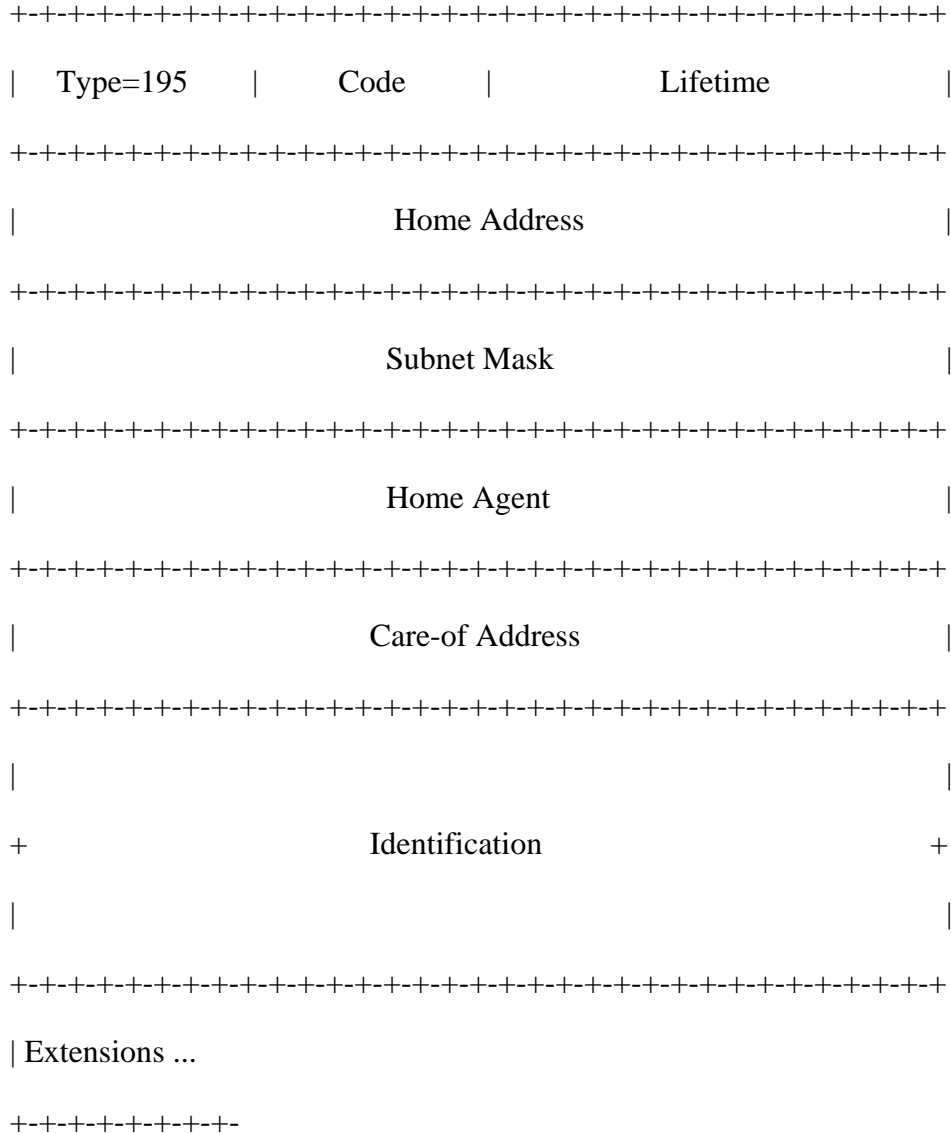 +-+-+-+-+-+-+-+-+-+-+-+-+-+-+-+-+-+-+-+-+-+-+-+-+-+-+-+-+-+-+-+-+
| Type=195 | Code | Lifetime |
+-+-+-+-+-+-+-+-+-+-+-+-+-+-+-+-+-+-+-+-+-+-+-+-+-+-+-+-+-+-+-+-+
| Home Address |
+-+-+-+-+-+-+-+-+-+-+-+-+-+-+-+-+-+-+-+-+-+-+-+-+-+-+-+-+-+-+-+-+
| Subnet Mask |
+-+-+-+-+-+-+-+-+-+-+-+-+-+-+-+-+-+-+-+-+-+-+-+-+-+-+-+-+-+-+-+-+
| Home Agent |
+-+-+-+-+-+-+-+-+-+-+-+-+-+-+-+-+-+-+-+-+-+-+-+-+-+-+-+-+-+-+-+-+
| Care-of Address |
+-+-+-+-+-+-+-+-+-+-+-+-+-+-+-+-+-+-+-+-+-+-+-+-+-+-+-+-+-+-+-+-+
| |
+ Identification +
| |
+-+-+-+-+-+-+-+-+-+-+-+-+-+-+-+-+-+-+-+-+-+-+-+-+-+-+-+-+-+-+-+-+
| Extensions ...
+-+-+-+-+-+-+-+-